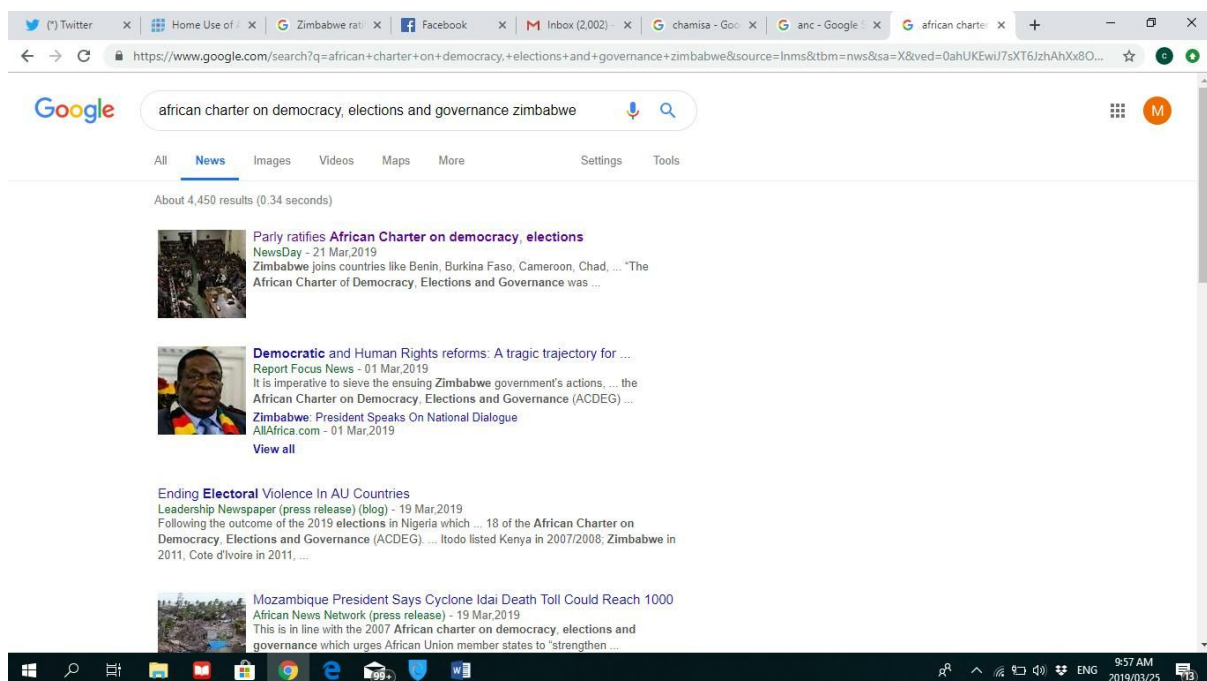 (*) Twitter
Home Use of
Zimbabwe rati
Facebook
Inbox (2,002) -
chamisa - Goo
anc - Google S
african charter
https://www.google.com/search?q=african+charter+on+democracy,+elections+and+governance+zimbabwe&source=lnms&tbm=nws&sa=X&ved=0ahUKEwiJ7sXT6JzhAhXx8O...
C
Google
african charter on democracy, elections and governance zimbabwe
M
All News Images Videos Maps More Settings Tools
About 4,450 results (0.34 seconds)
Parly ratifies African Charter on democracy, elections
NewsDay - 21 Mar,2019
Zimbabwe joins countries like Benin, Burkina Faso, Cameroon, Chad, ... "The
African Charter of Democracy, Elections and Governance was ...
Democratic and Human Rights reforms: A tragic trajectory for ...
Report Focus News - 01 Mar,2019
It is imperative to sieve the ensuing Zimbabwe government's actions, ... the
African Charter on Democracy, Elections and Governance (ACDEG) ...
Zimbabwe: President Speaks On National Dialogue
AllAfrica.com - 01 Mar,2019
View all
Ending Electoral Violence In AU Countries
Leadership Newspaper (press release) (blog) - 19 Mar,2019
Following the outcome of the 2019 elections in Nigeria which ... 18 of the African Charter on
Democracy, Elections and Governance (ACDEG). ... Itodo listed Kenya in 2007/2008; Zimbabwe in
2011, Cote d'Ivoire in 2011, ...
Mozambique President Says Cyclone Idai Death Toll Could Reach 1000
African News Network (press release) - 19 Mar,2019
This is in line with the 2007 African charter on democracy, elections and
governance which urges African Union member states to "strengthen ...
99+
ENG
9:57 AM
2019/03/25
13